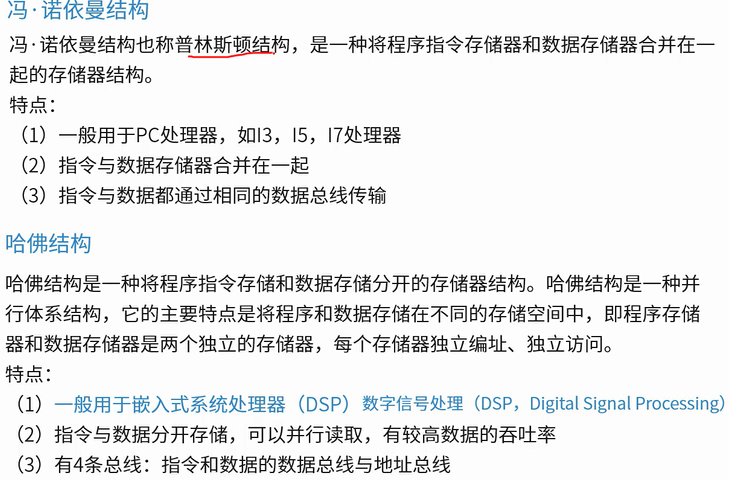 冯·诺依曼结构
冯·诺依曼结构也称普林斯顿结构，是一种将程序指令存储器和数据存储器合并在一
起的存储器结构。
特点：
（1）一般用于PC处理器，如I3，I5，I7处理器
（2）指令与数据存储器合并在一起
（3）指令与数据都通过相同的数据总线传输
哈佛结构
哈佛结构是一种将程序指令存储和数据存储分开的存储器结构。哈佛结构是一种并
行体系结构，它的主要特点是将程序和数据存储在不同的存储空间中，即程序存储
器和数据存储器是两个独立的存储器，每个存储器独立编址、独立访问。
特点：
（1）一般用于嵌入式系统处理器（DSP）数字信号处理（DSP，Digital Signal Processing）
（2）指令与数据分开存储，可以并行读取，有较高数据的吞吐率
（3）有4条总线：指令和数据的数据总线与地址总线